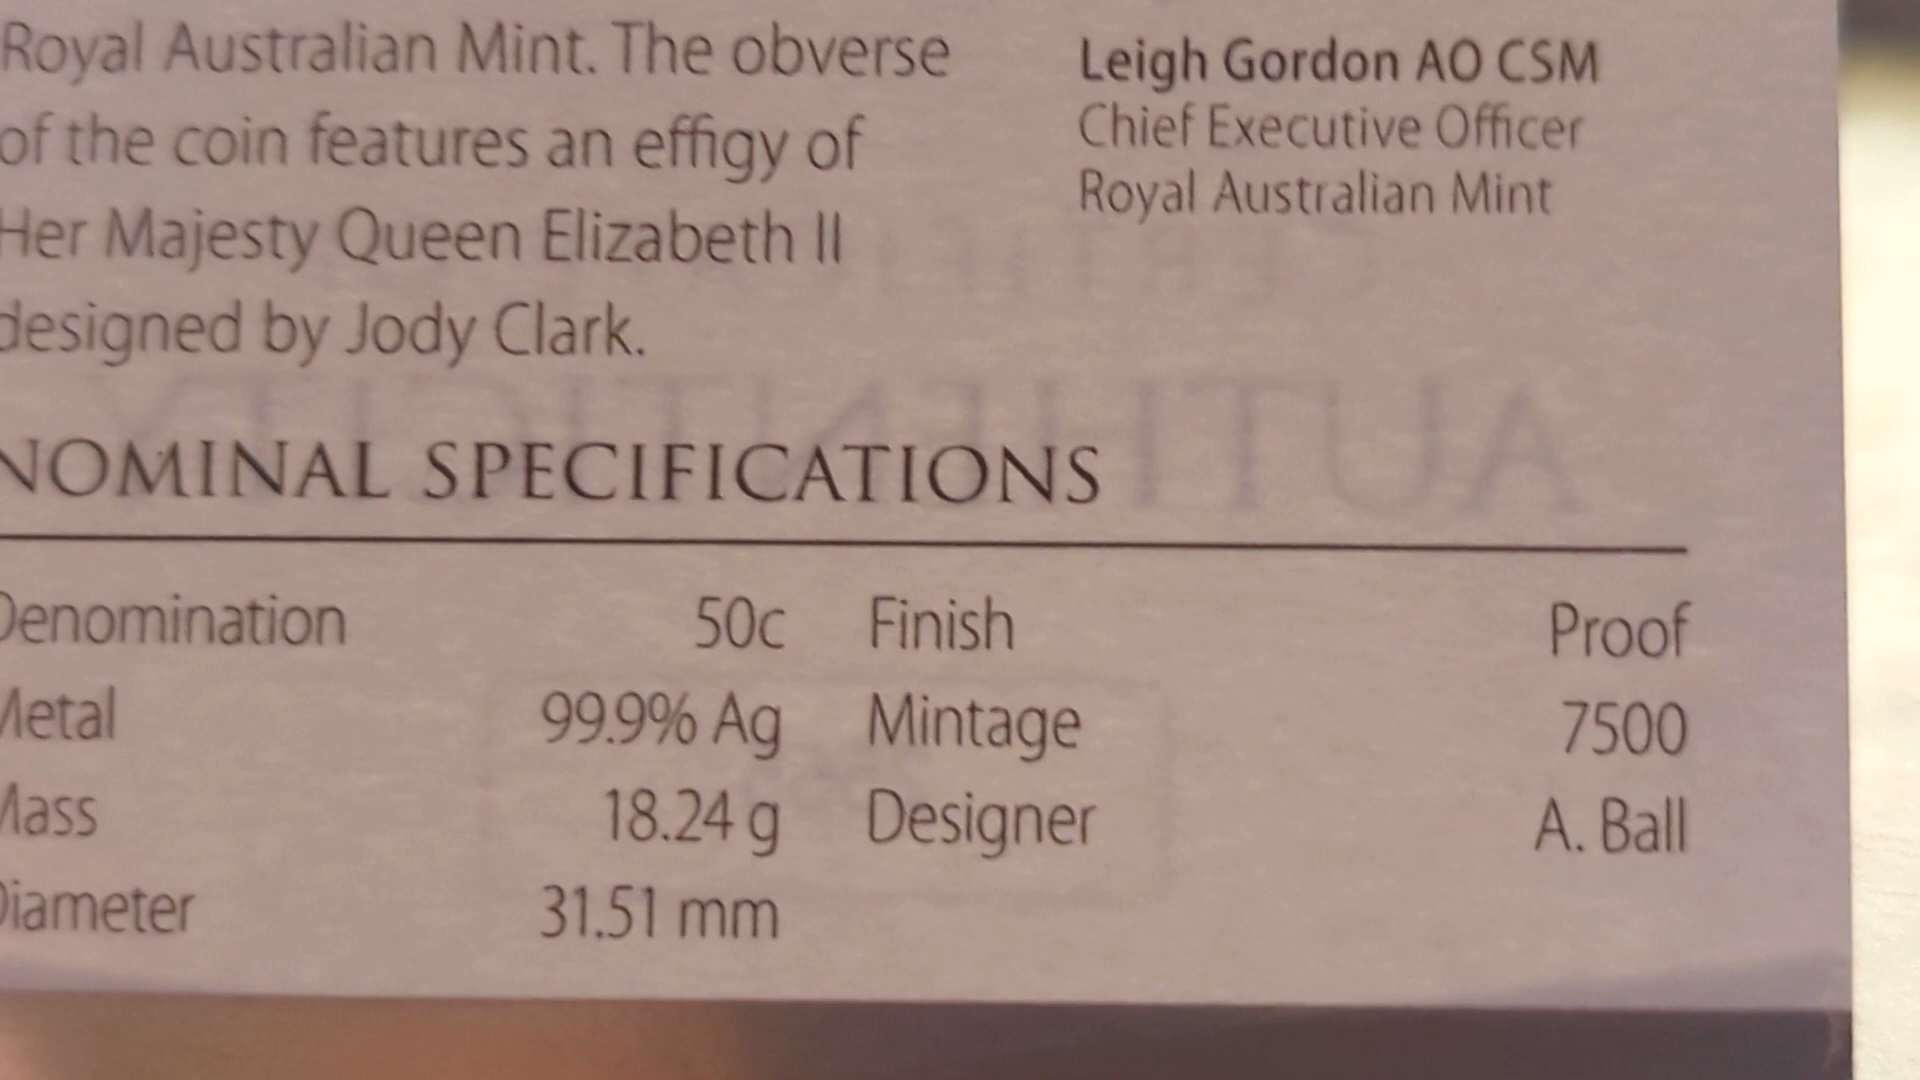 Royal Australian Mint. The obverse
of the coin features an effigy of
Her Majesty Queen Elizabeth II
designed by Jody Clark.
Leigh Gordon AO CSM
Chief Executive Officer
Royal Australian Mint
NOMINAL SPECIFICATIONS
Denomination 50c Finish Proof
Metal 99.9% Ag Mintage 7500
Mass 18.24 g Designer A. Ball
Diameter 31.51 mm